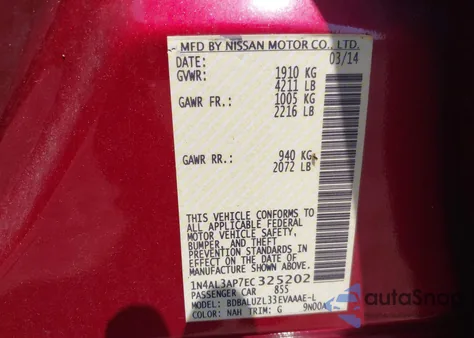 MFD BY NISSAN MOTOR CO., LTD.
DATE: 03/14
GVWR: 1910 KG
4211 LB
GAWR FR.: 1005 KG
2216 LB
GAWR RR.: 940 KG
2072 LB
THIS VEHICLE CONFORMS TO
ALL APPLICABLE FEDERAL
MOTOR VEHICLE SAFETY,
BUMPER, AND THEFT
PREVENTION STANDARDS IN
EFFECT ON THE DATE OF
MANUFACTURE SHOWN ABOVE.
1N4AL3AP7EC325202
PASSENGER CAR 855
MODEL: BDBALUZL33EVAAAE-L
COLOR: NAH TRIM: G 9N00A
autaSnap